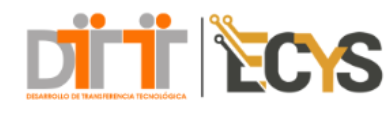 DTT
DESARROLLO DE TRANSFERENCIA TECNOLÓGICA
ECYS